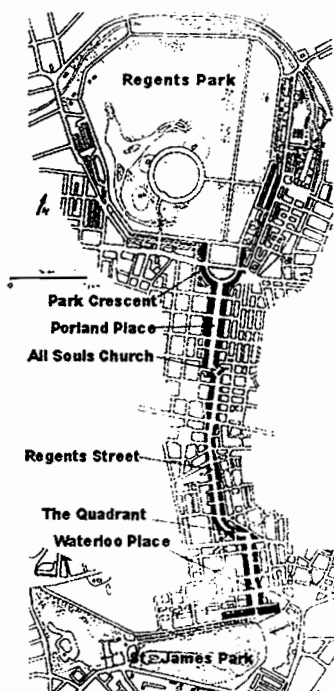 Regents Park
Park Crescent
Porland Place
All Souls Church
Regents Street
The Quadrant
Waterloo Place
St. James Park